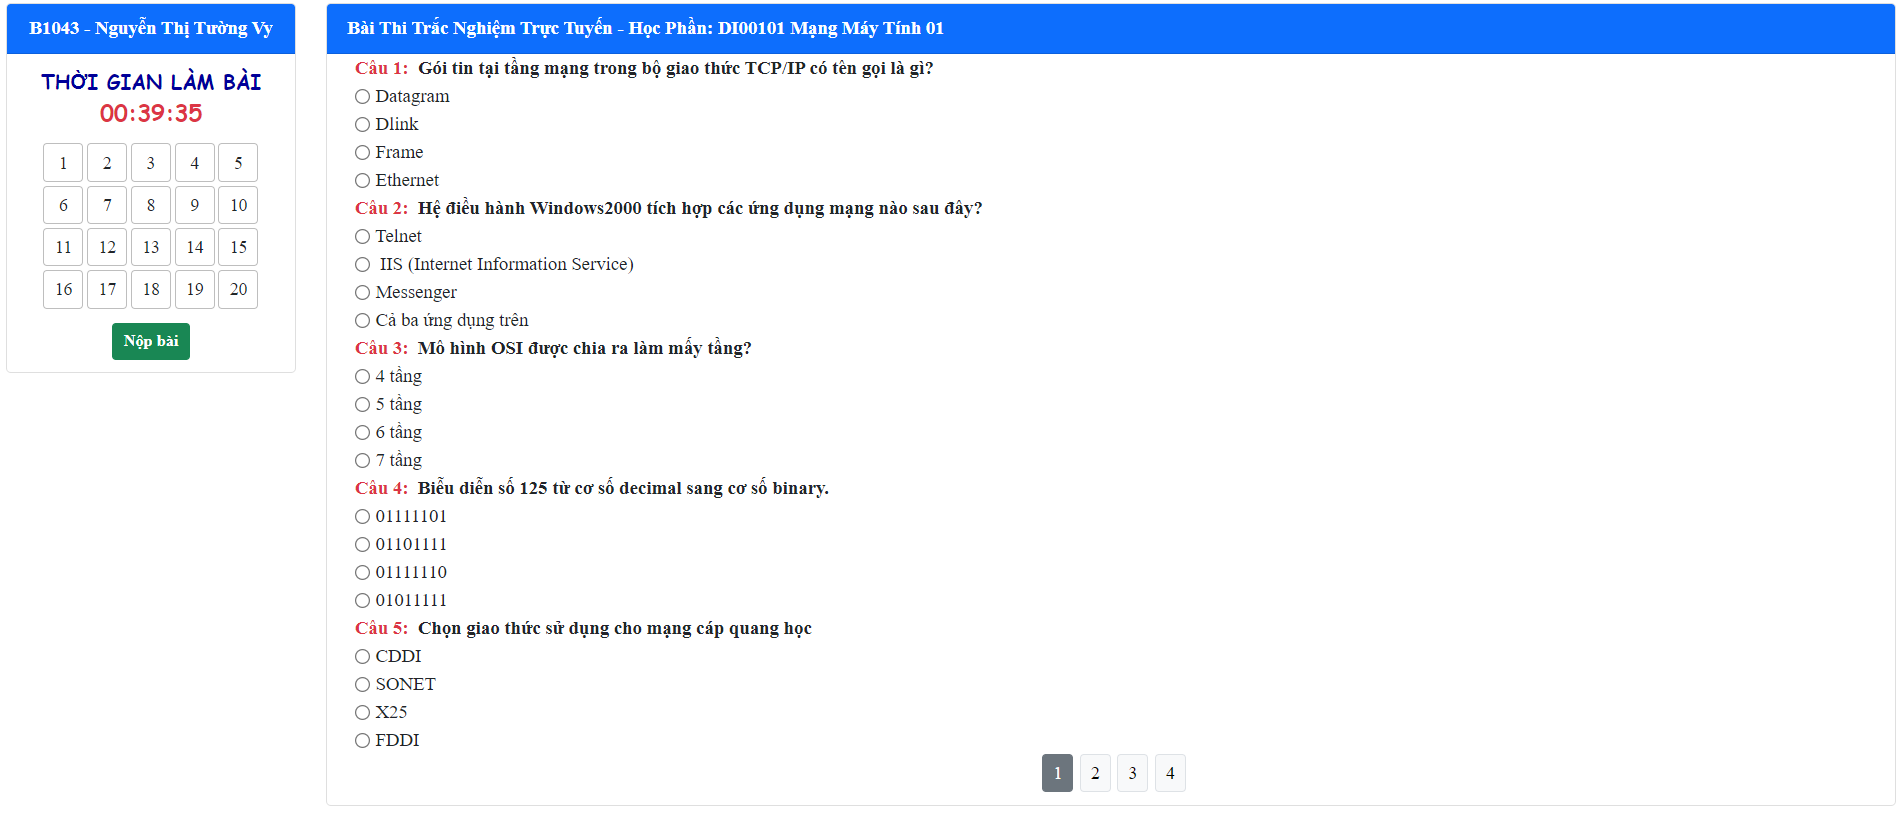 B1043 - Nguyễn Thị Tường Vy
THỜI GIAN LÀM BÀI
00:39:35
1 2 3 4 5
6 7 8 9 10
11 12 13 14 15
16 17 18 19 20
Nộp bài
Bài Thi Trắc Nghiệm Trực Tuyến - Học Phần: DI00101 Mạng Máy Tính 01
Câu 1: Gói tin tại tầng mạng trong bộ giao thức TCP/IP có tên gọi là gì?
Datagram
Dlink
Frame
Ethernet
Câu 2: Hệ điều hành Windows2000 tích hợp các ứng dụng mạng nào sau đây?
Telnet
IIS (Internet Information Service)
Messenger
Cả ba ứng dụng trên
Câu 3: Mô hình OSI được chia ra làm mấy tầng?
4 tầng
5 tầng
6 tầng
7 tầng
Câu 4: Biễu diễn số 125 từ cơ số decimal sang cơ số binary.
01111101
01101111
01111110
01011111
Câu 5: Chọn giao thức sử dụng cho mạng cáp quang học
CDDI
SONET
X25
FDDI
1 2 3 4